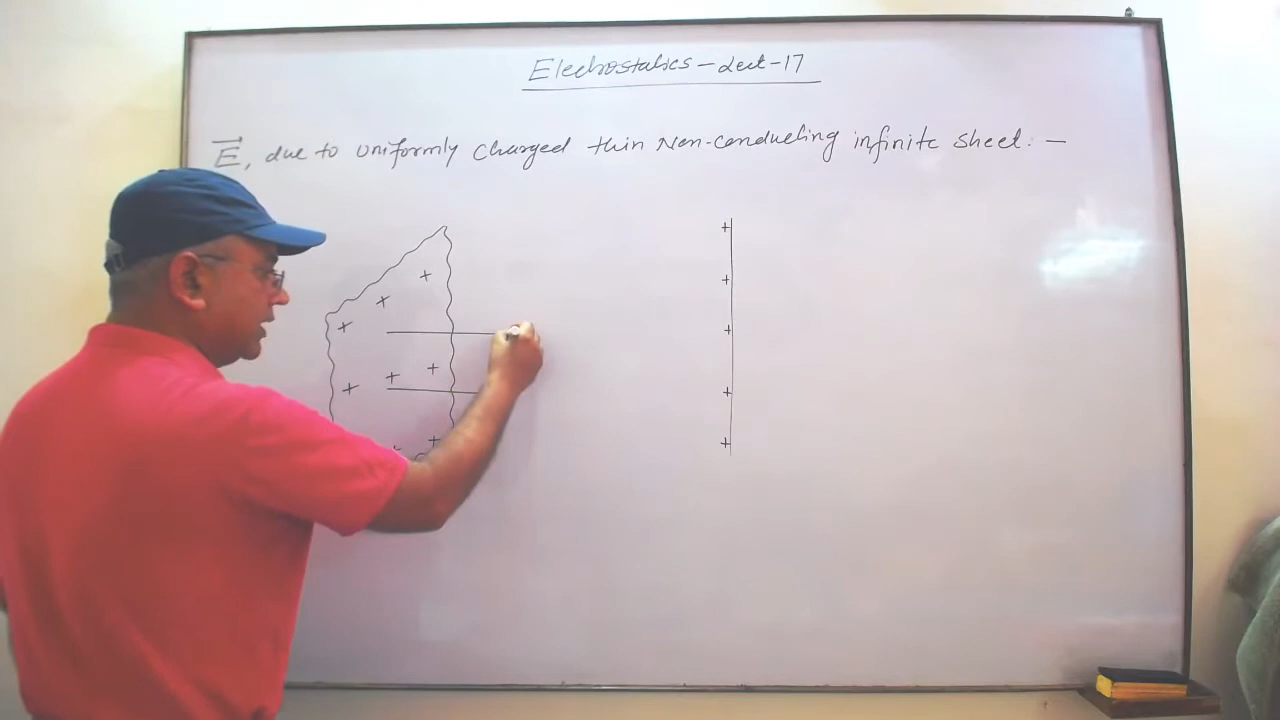 Electrostatics - Lect-17
E, due to uniformly charged thin Non-conducting infinite sheet: -
+ + + + + + + +
+
+
+
+
+